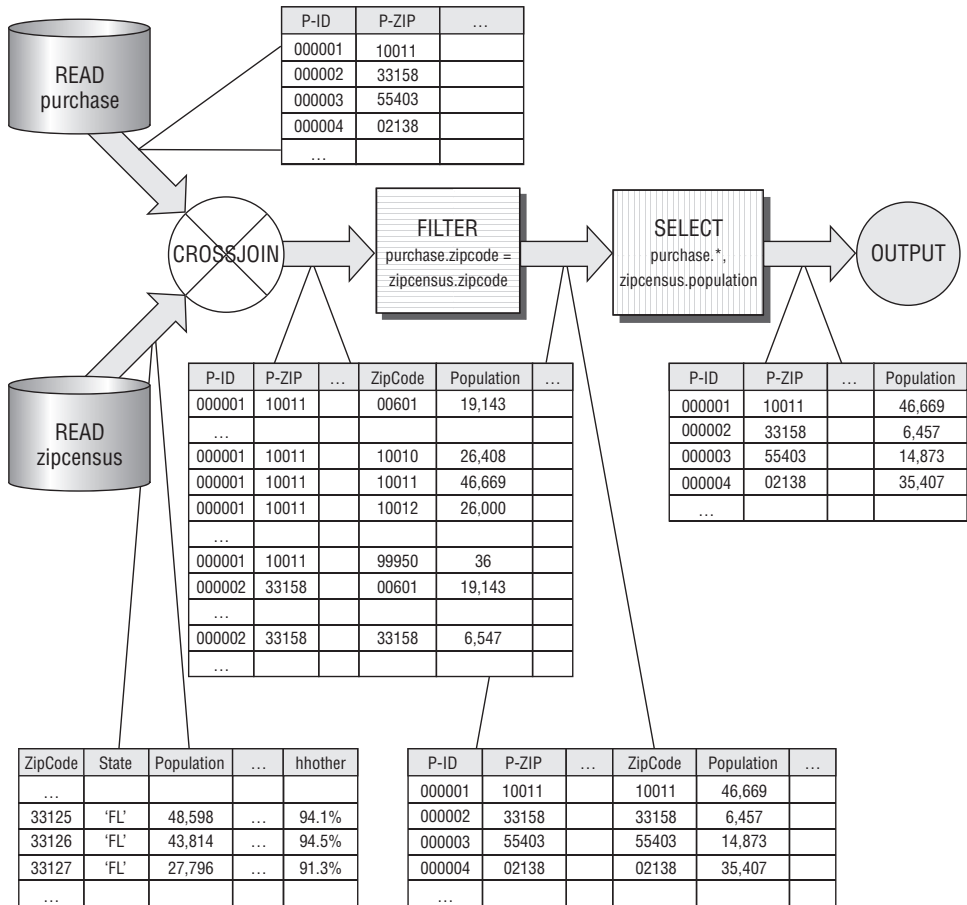 READ
purchase
P-ID P-ZIP …
000001 10011
000002 33158
000003 55403
000004 02138
…
CROSSJOIN
FILTER
purchase.zipcode =
zipcensus.zipcode
SELECT
purchase.*,
zipcensus.population
OUTPUT
READ
zipcensus
P-ID P-ZIP … ZipCode Population …
000001 10011 00601 19,143
…
000001 10011 10010 26,408
000001 10011 10011 46,669
000001 10011 10012 26,000
…
000001 10011 99950 36
000002 33158 00601 19,143
…
000002 33158 33158 6,547
…
P-ID P-ZIP … Population
000001 10011 46,669
000002 33158 6,457
000003 55403 14,873
000004 02138 35,407
…
ZipCode State Population … hhother
…
33125 ‘FL’ 48,598 … 94.1%
33126 ‘FL’ 43,814 … 94.5%
33127 ‘FL’ 27,796 … 91.3%
…
P-ID P-ZIP … ZipCode Population …
000001 10011 10011 46,669
000002 33158 33158 6,457
000003 55403 55403 14,873
000004 02138 02138 35,407
…